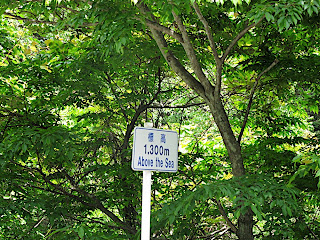 標高
1.300m
Above the Sea